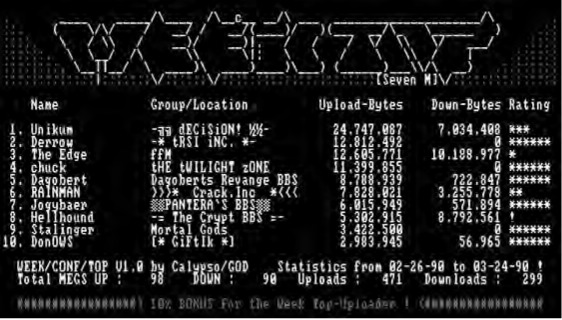 [Seven M]
Name Group/Location Upload-Bytes Down-Bytes Rating
1. Unikum -== dECiSiON! ½½- 24.747.087 7.034.408 ***
2. Derrow -* tRSI iNC. *- 12.812.492 0 ******
3. The Edge ffM 12.605.771 10.188.977 *
4. chuck tHE tWILIGHT zONE 11.399.855 0 ******
5. Dagobert Dagoberts Revange BBS 8.788.939 722.847 ******
6. RAINMAN )))* Crack.Inc *((( 7.828.021 3.255.778 **
7. Jogybaer ▒▒PANTERA'S BBS▒▒ 6.015.949 571.894 ******
8. Hellhound -= The Crypt BBS =- 5.302.915 8.792.561 !
9. Stalinger Mortal Gods 3.422.500 0 ******
10. DonOWS [* GiFtIk *] 2.983.945 56.965 ******
WEEK/CONF/TOP V1.0 by Calypso/GOD Statistics from 02-26-90 to 03-24-90 !
Total MEGS UP : 98 DOWN : 90 Uploads : 471 Downloads : 299
10% BONUS For the Week Top-Uploader !